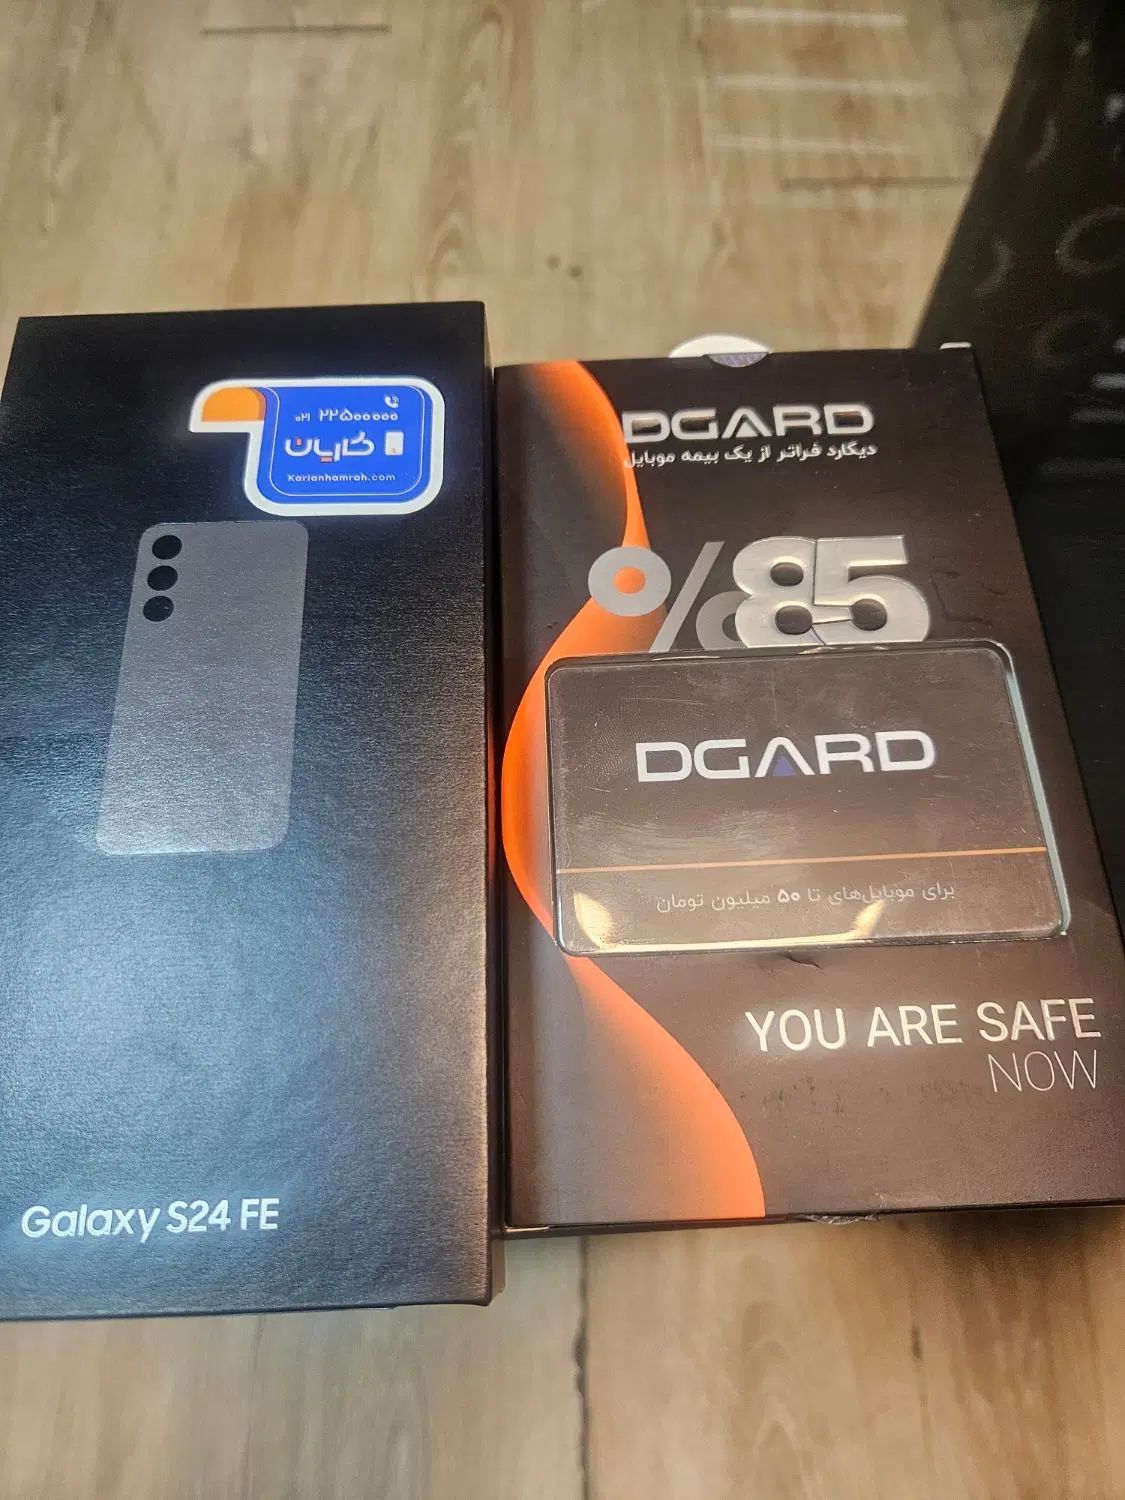 ۰۲۱ ۲۲۵۰۰۰۰۰
کاریان
Karianhamrah.com
Galaxy S24 FE
DGARD
دیگارد فراتر از یک بیمه موبایل
%85
DGARD
برای موبایل‌های تا ۵۰ میلیون تومان
YOU ARE SAFE
NOW